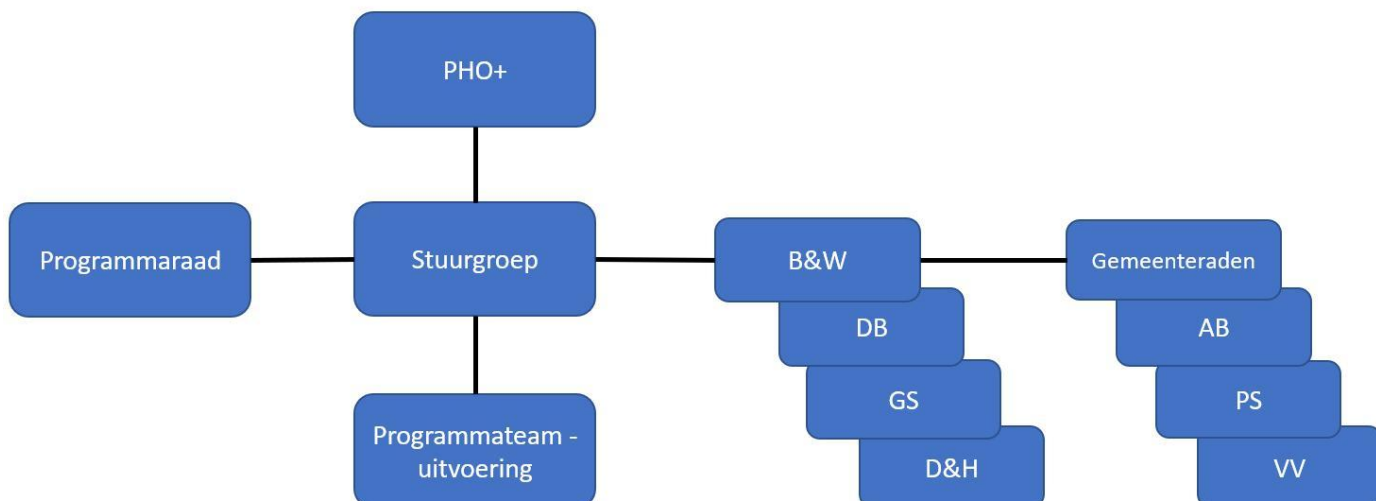 PHO+
Programmaraad
Stuurgroep
B&W
Gemeenteraden
DB
AB
GS
PS
Programmateam -
uitvoering
D&H
VV